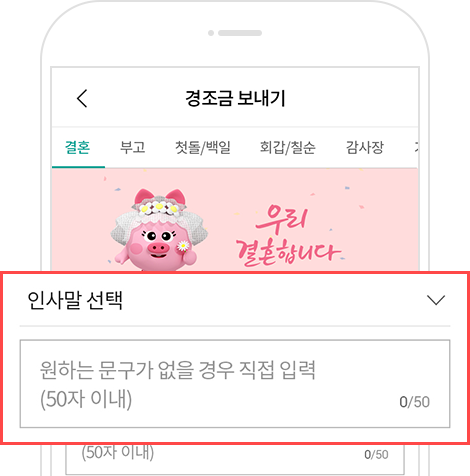 경조금 보내기
결혼 부고 첫돌/백일 회갑/칠순 감사장
우리
결혼합니다
인사말 선택
원하는 문구가 없을 경우 직접 입력
(50자 이내) 0/50
(50자 이내) 0/50